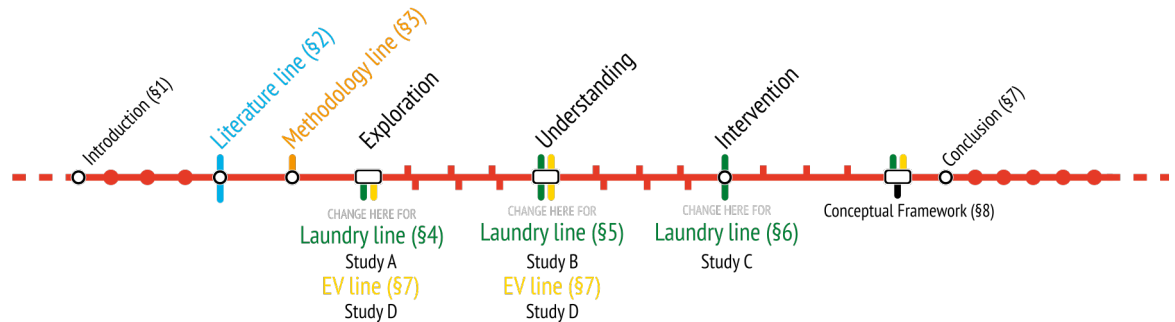 Introduction (§1)
Literature line (§2)
Methodology line (§3)
Exploration
CHANGE HERE FOR
Laundry line (§4)
Study A
EV line (§7)
Study D
Understanding
CHANGE HERE FOR
Laundry line (§5)
Study B
EV line (§7)
Study D
Intervention
CHANGE HERE FOR
Laundry line (§6)
Study C
Conceptual Framework (§8)
Conclusion (§7)